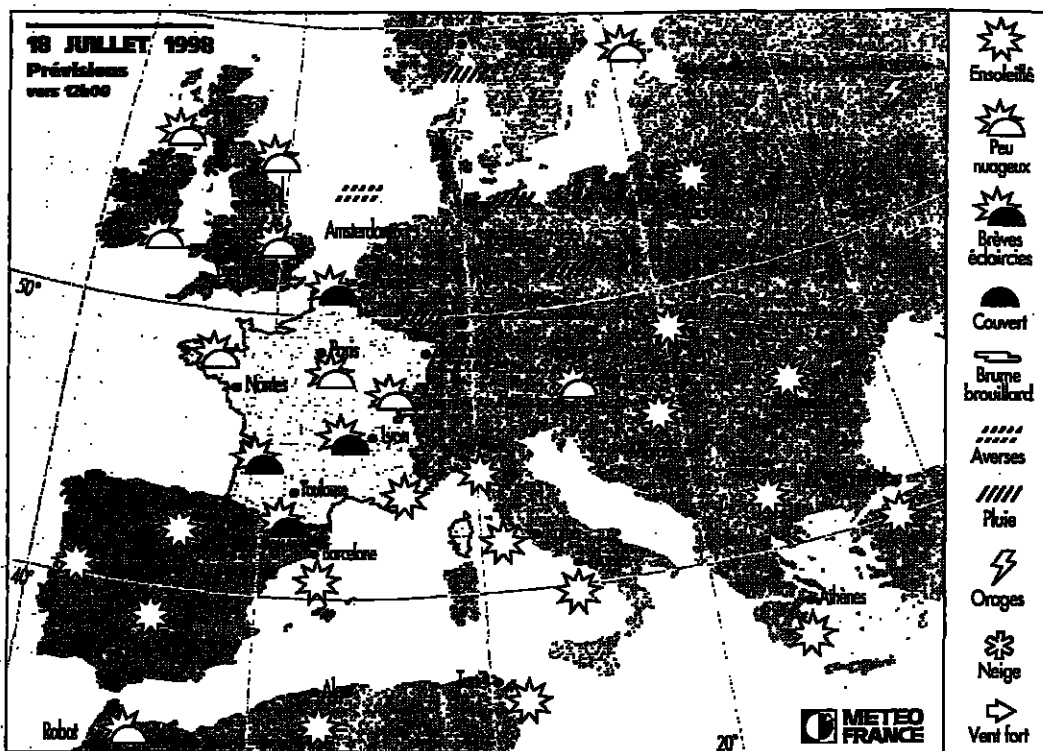 18 JUILLET 1998
Prévisions
vers 12h00
Amsterdam
50°
Paris
Nantes
Lyon
Toulouse
Barcelone
40°
Athènes
Rabat
20°
METEO
FRANCE
Ensoleillé
Peu
nuageux
Brèves
éclaircies
Couvert
Brume
brouillard
Averses
Pluie
Orages
Neige
Vent fort